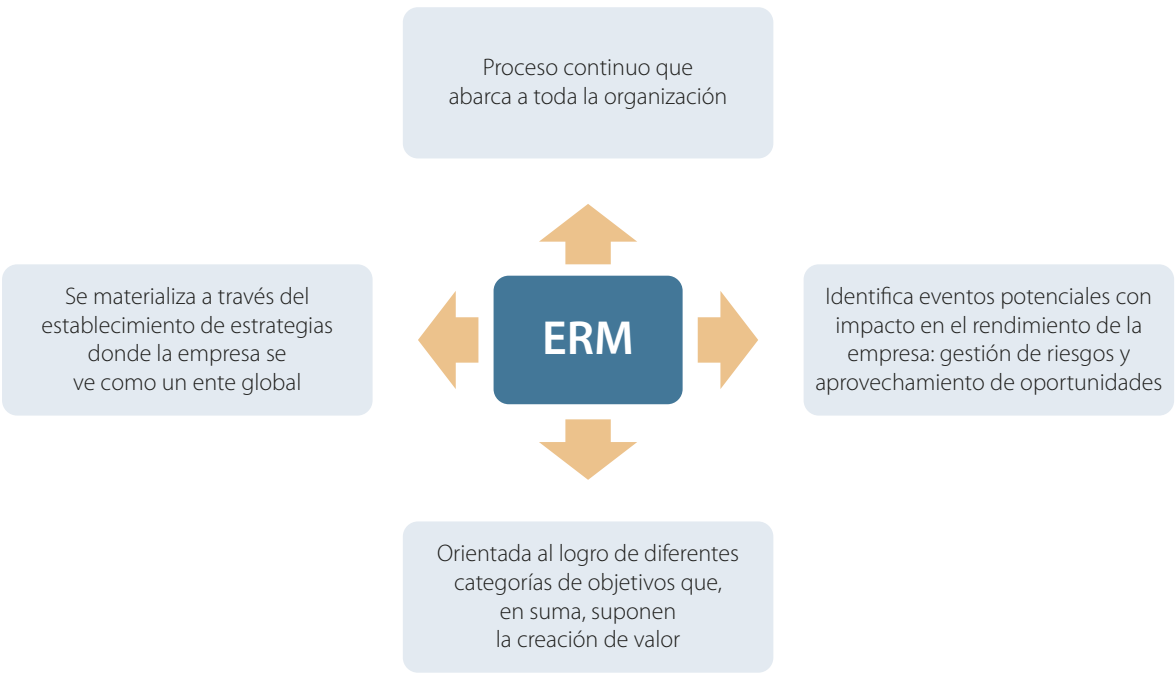 Proceso continuo que
abarca a toda la organización
Se materializa a través del
establecimiento de estrategias
donde la empresa se
ve como un ente global
ERM
Identifica eventos potenciales con
impacto en el rendimiento de la
empresa: gestión de riesgos y
aprovechamiento de oportunidades
Orientada al logro de diferentes
categorías de objetivos que,
en suma, suponen
la creación de valor